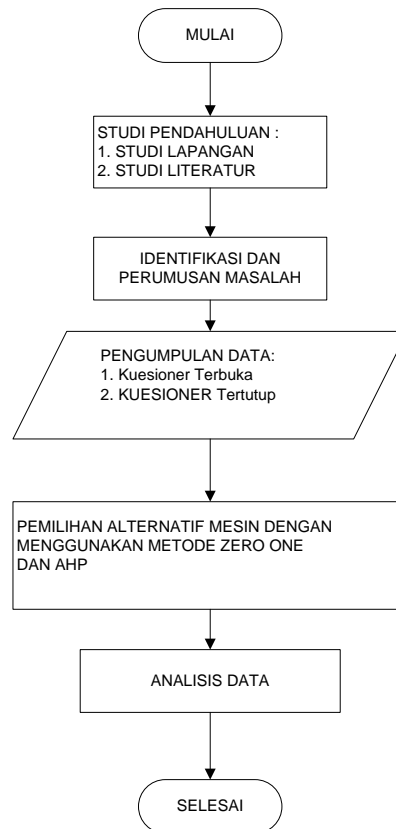 MULAI
STUDI PENDAHULUAN :
1. STUDI LAPANGAN
2. STUDI LITERATUR
IDENTIFIKASI DAN
PERUMUSAN MASALAH
PENGUMPULAN DATA:
1. Kuesioner Terbuka
2. KUESIONER Tertutup
PEMILIHAN ALTERNATIF MESIN DENGAN
MENGGUNAKAN METODE ZERO ONE
DAN AHP
ANALISIS DATA
SELESAI